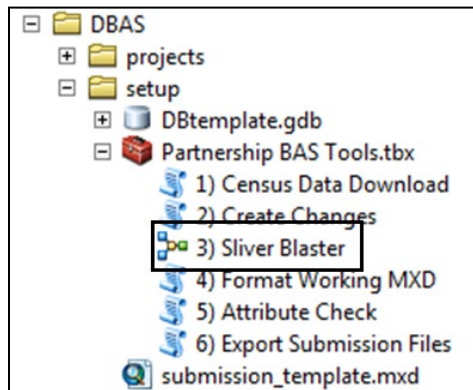 DBAS
projects
setup
DBtemplate.gdb
Partnership BAS Tools.tbx
1) Census Data Download
2) Create Changes
3) Sliver Blaster
4) Format Working MXD
5) Attribute Check
6) Export Submission Files
submission_template.mxd